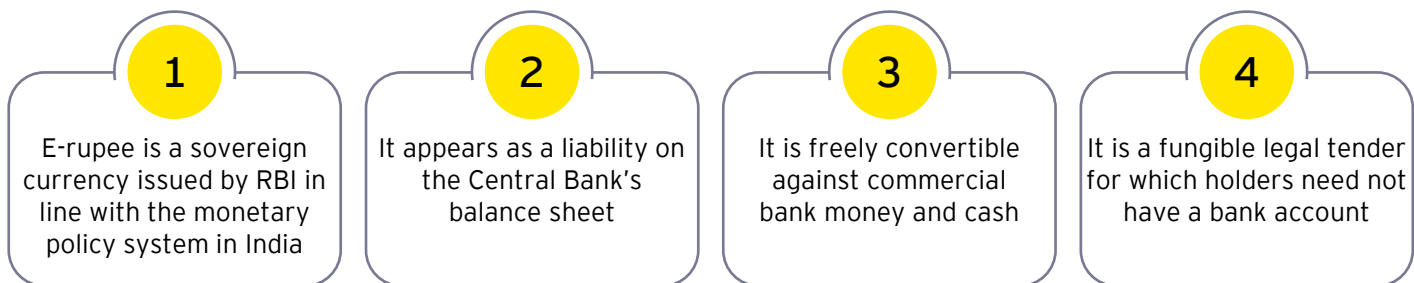 1
E-rupee is a sovereign
currency issued by RBI in
line with the monetary
policy system in India
2
It appears as a liability on
the Central Bank's
balance sheet
3
It is freely convertible
against commercial
bank money and cash
4
It is a fungible legal tender
for which holders need not
have a bank account